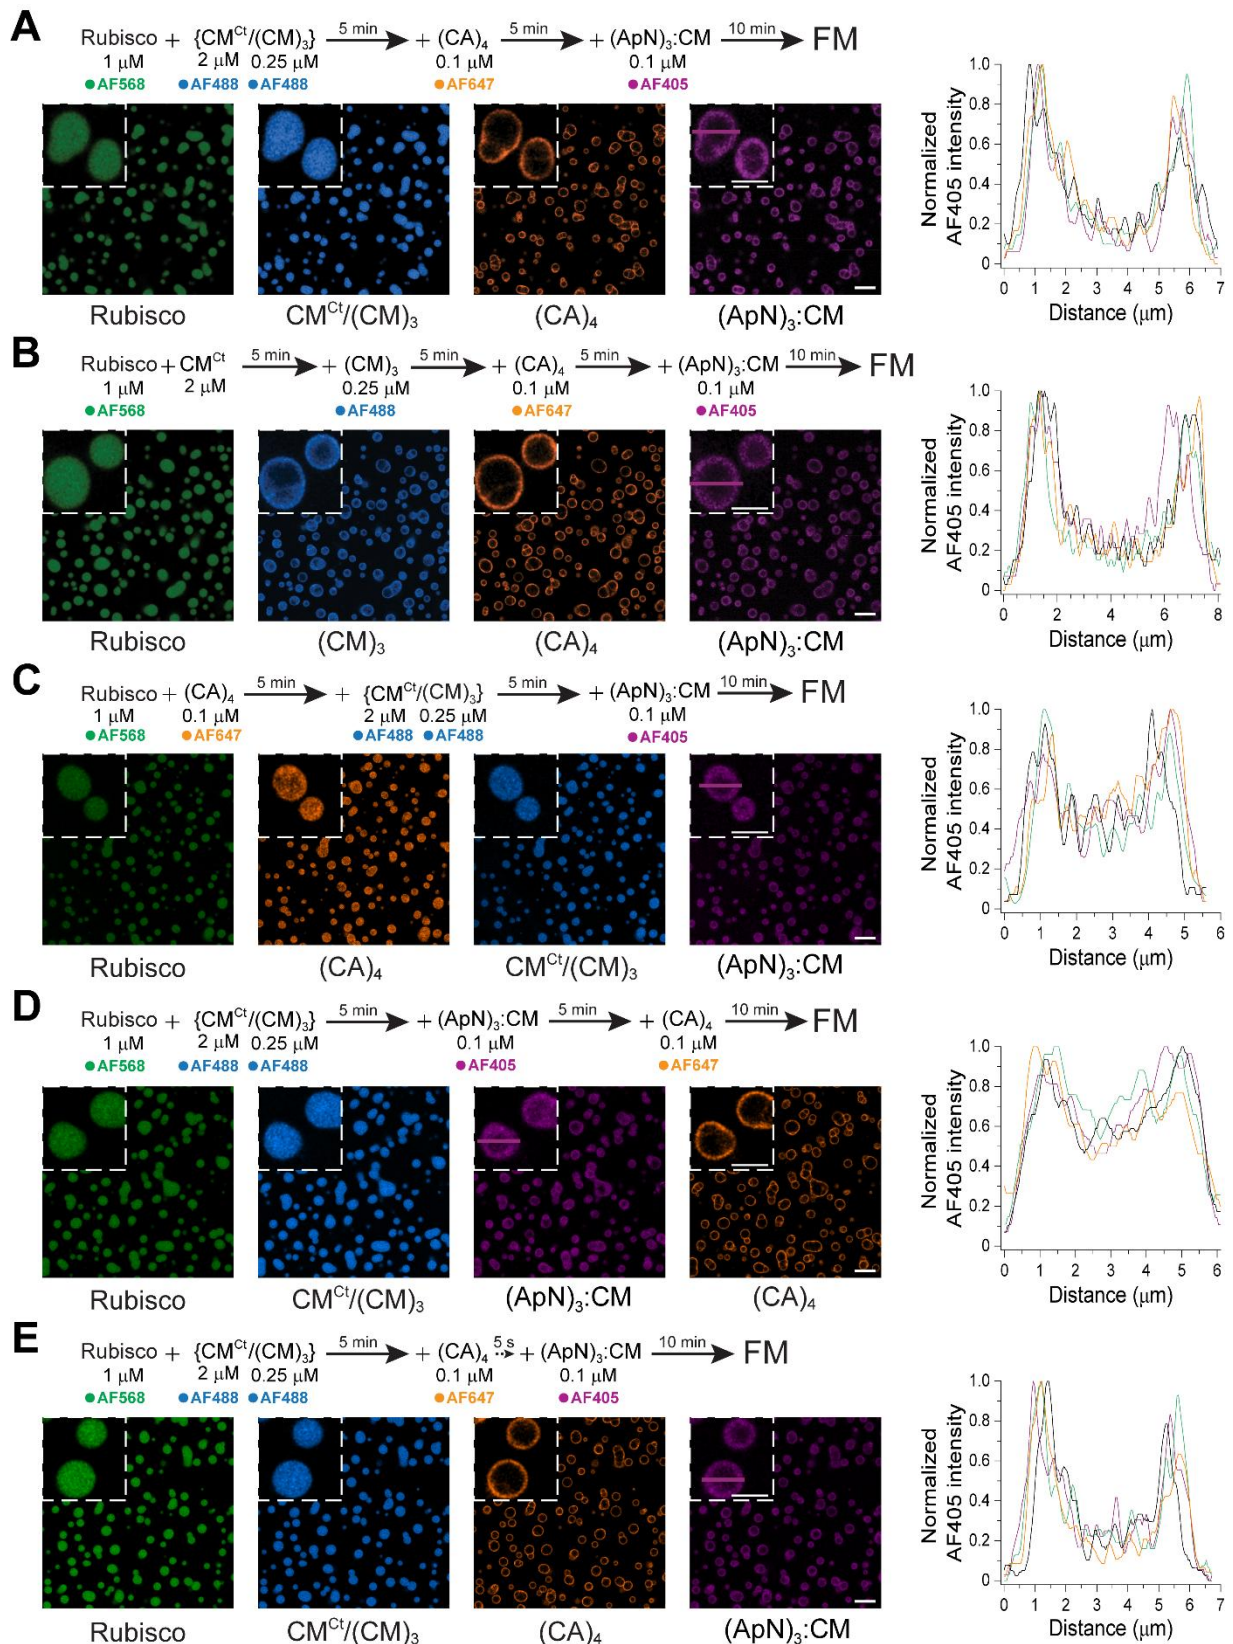 A
Rubisco + {CM^Ct/(CM)₃} 5 min + (CA)₄ 5 min + (ApN)₃:CM 10 min FM
1 μM 2 μM 0.25 μM 0.1 μM 0.1 μM
AF568 AF488 AF488 AF647 AF405
Rubisco CM^Ct/(CM)₃ (CA)₄ (ApN)₃:CM
Normalized
AF405 intensity
1.0
0.8
0.6
0.4
0.2
0
0 1 2 3 4 5 6 7
Distance (μm)
B
Rubisco + CM^Ct 5 min + (CM)₃ 5 min + (CA)₄ 5 min + (ApN)₃:CM 10 min FM
1 μM 2 μM 0.25 μM 0.1 μM 0.1 μM
AF568 AF488 AF647 AF405
Rubisco (CM)₃ (CA)₄ (ApN)₃:CM
Normalized
AF405 intensity
1.0
0.8
0.6
0.4
0.2
0
0 2 4 6 8
Distance (μm)
C
Rubisco + (CA)₄ 5 min + {CM^Ct/(CM)₃} 5 min + (ApN)₃:CM 10 min FM
1 μM 0.1 μM 2 μM 0.25 μM 0.1 μM
AF568 AF647 AF488 AF488 AF405
Rubisco (CA)₄ CM^Ct/(CM)₃ (ApN)₃:CM
Normalized
AF405 intensity
1.0
0.8
0.6
0.4
0.2
0
0 1 2 3 4 5 6
Distance (μm)
D
Rubisco + {CM^Ct/(CM)₃} 5 min + (ApN)₃:CM 5 min + (CA)₄ 10 min FM
1 μM 2 μM 0.25 μM 0.1 μM 0.1 μM
AF568 AF488 AF488 AF405 AF647
Rubisco CM^Ct/(CM)₃ (ApN)₃:CM (CA)₄
Normalized
AF405 intensity
1.0
0.8
0.6
0.4
0.2
0
0 1 2 3 4 5 6
Distance (μm)
E
Rubisco + {CM^Ct/(CM)₃} 5 min + (CA)₄ 5 s + (ApN)₃:CM 10 min FM
1 μM 2 μM 0.25 μM 0.1 μM 0.1 μM
AF568 AF488 AF488 AF647 AF405
Rubisco CM^Ct/(CM)₃ (CA)₄ (ApN)₃:CM
Normalized
AF405 intensity
1.0
0.8
0.6
0.4
0.2
0
0 1 2 3 4 5 6 7
Distance (μm)